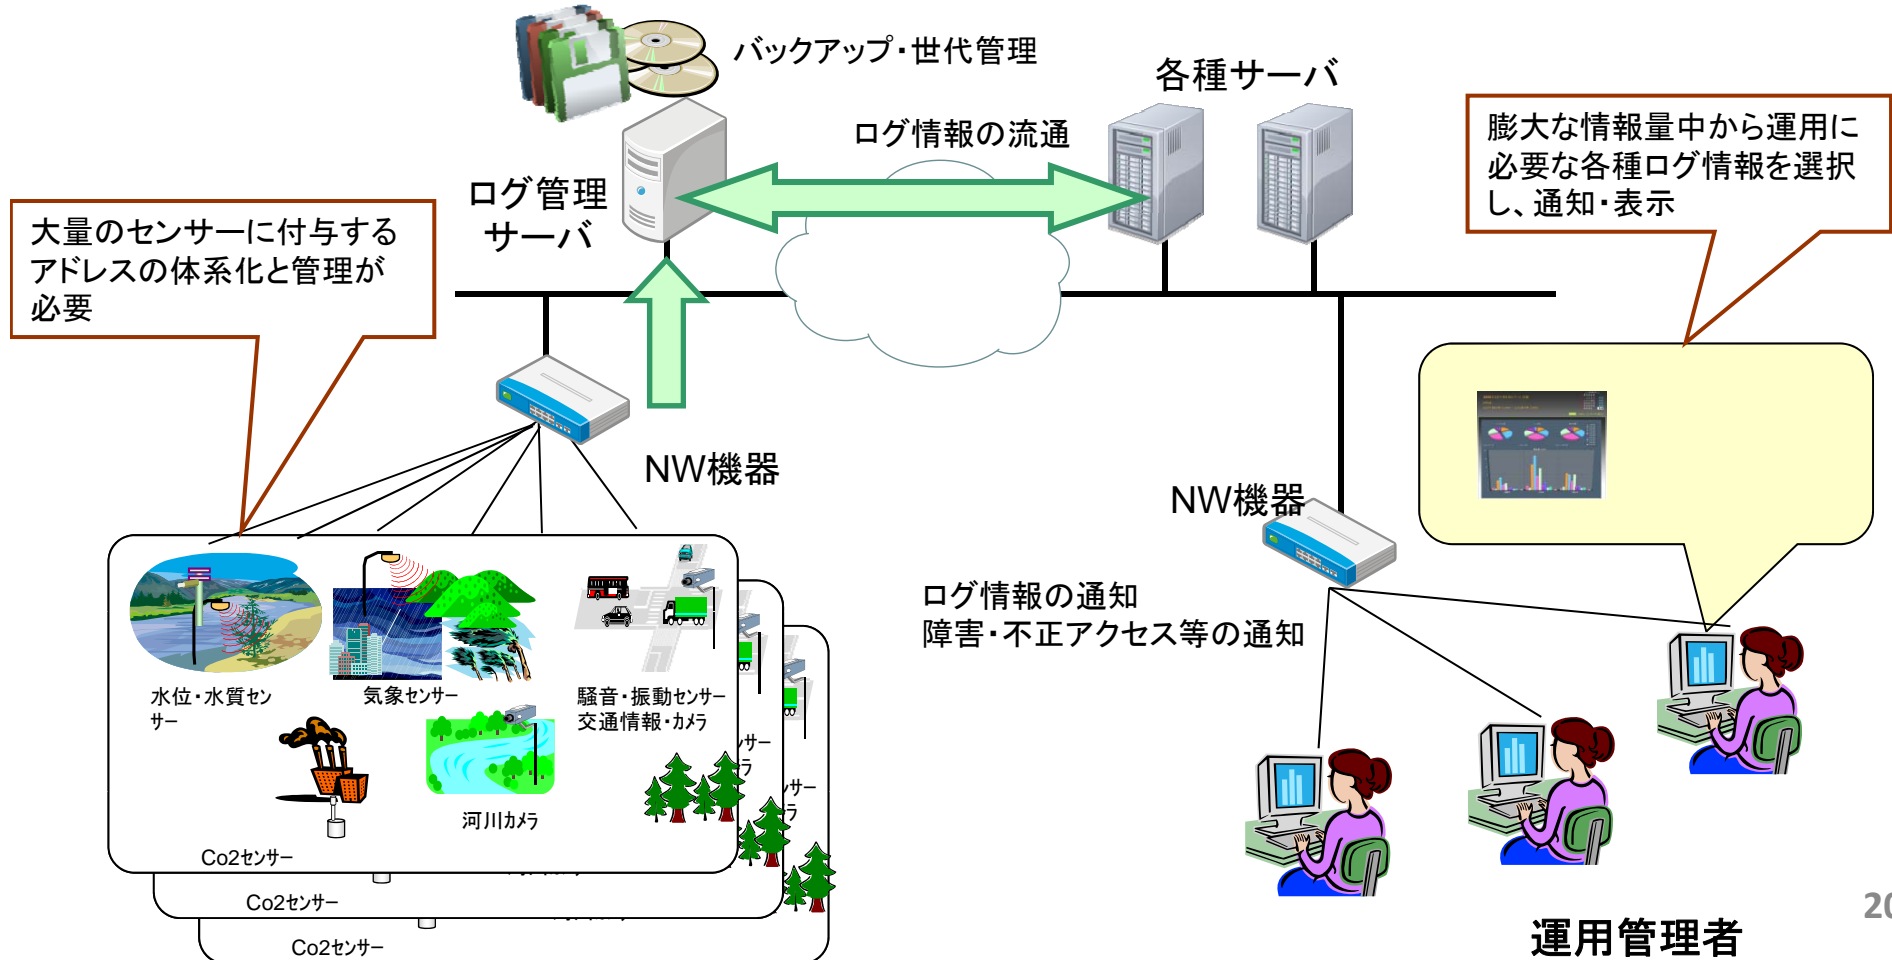 バックアップ・世代管理
各種サーバ
ログ情報の流通
膨大な情報量中から運用に
必要な各種ログ情報を選択
し、通知・表示
ログ管理
サーバ
大量のセンサーに付与する
アドレスの体系化と管理が
必要
NW機器
NW機器
ログ情報の通知
障害・不正アクセス等の通知
水位・水質セン
サー
気象センサー
騒音・振動センサー
交通情報・カメラ
河川カメラ
Co2センサー
ンサー
ラ
Co2センサー
ンサー
ラ
Co2センサー
運用管理者
20